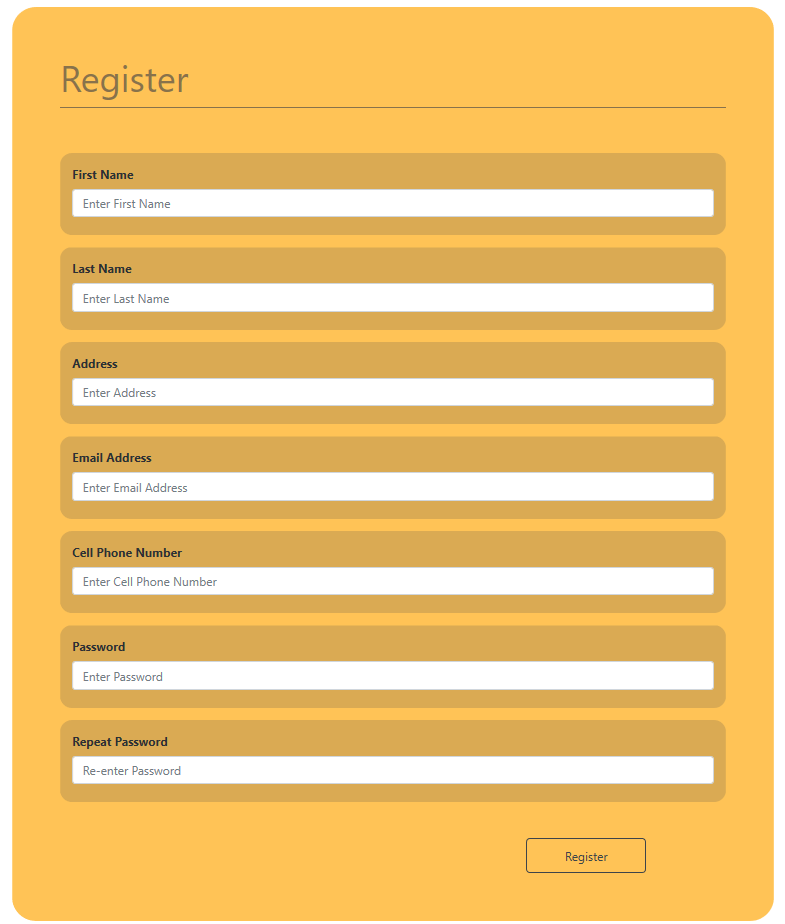 Register
First Name
Enter First Name
Last Name
Enter Last Name
Address
Enter Address
Email Address
Enter Email Address
Cell Phone Number
Enter Cell Phone Number
Password
Enter Password
Repeat Password
Re-enter Password
Register